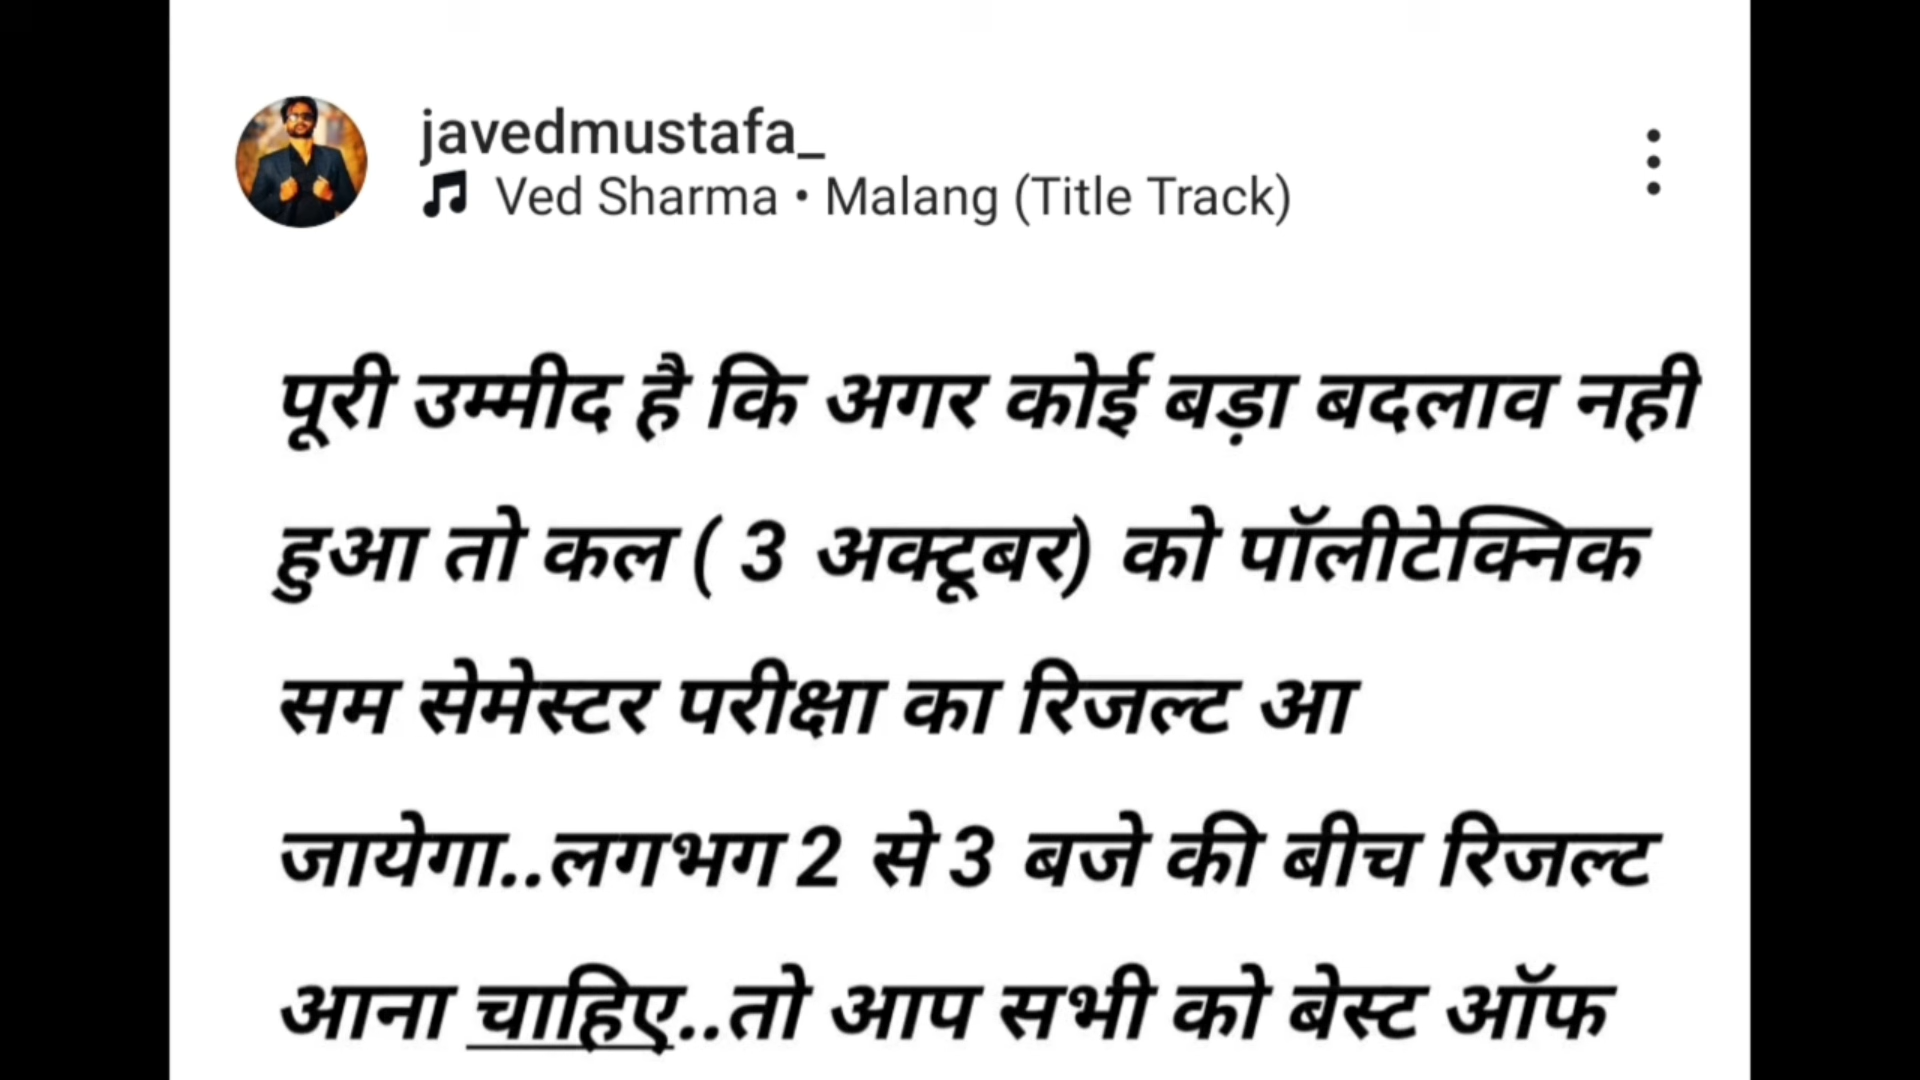 javedmustafa_
Ved Sharma • Malang (Title Track)
पूरी उम्मीद है कि अगर कोई बड़ा बदलाव नही
हुआ तो कल ( 3 अक्टूबर) को पॉलीटेक्निक
सम सेमेस्टर परीक्षा का रिजल्ट आ
जायेगा..लगभग 2 से 3 बजे की बीच रिजल्ट
आना चाहिए..तो आप सभी को बेस्ट ऑफ